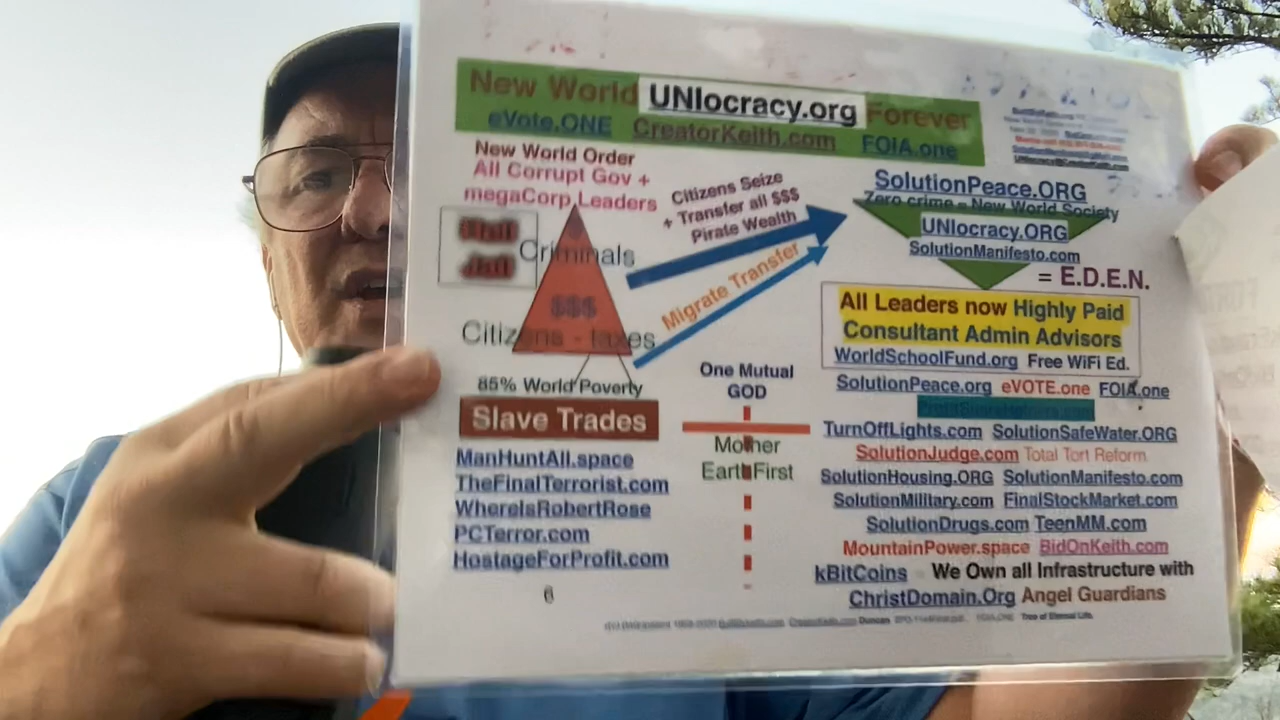 New World UNIocracy.org Forever
eVote.ONE CreatorKeith.com FOIA.one
New World Order
All Corrupt Gov +
megaCorp Leaders
Criminals
$$$
Citizens - taxes
85% World Poverty
Slave Trades
ManHuntAll.space
TheFinalTerrorist.com
WhereIsRobertRose
PCTerror.com
HostageForProfit.com
6
Citizens Seize
+ Transfer all $$$
Pirate Wealth
Migrate Transfer
One Mutual
GOD
Mother
Earth First
SolutionPeace.ORG
Zero crime = New World Society
UNIocracy.ORG
SolutionManifesto.com
= E.D.E.N.
All Leaders now Highly Paid
Consultant Admin Advisors
WorldSchoolFund.org Free WiFi Ed.
SolutionPeace.org eVOTE.one FOIA.one
TurnOffLights.com SolutionSafeWater.ORG
SolutionJudge.com Total Tort Reform
SolutionHousing.ORG SolutionManifesto.com
SolutionMilitary.com FinalStockMarket.com
SolutionDrugs.com TeenMM.com
MountainPower.space BidOnKeith.com
kBitCoins We Own all Infrastructure with
ChristDomain.Org Angel Guardians
Tree of Eternal Life